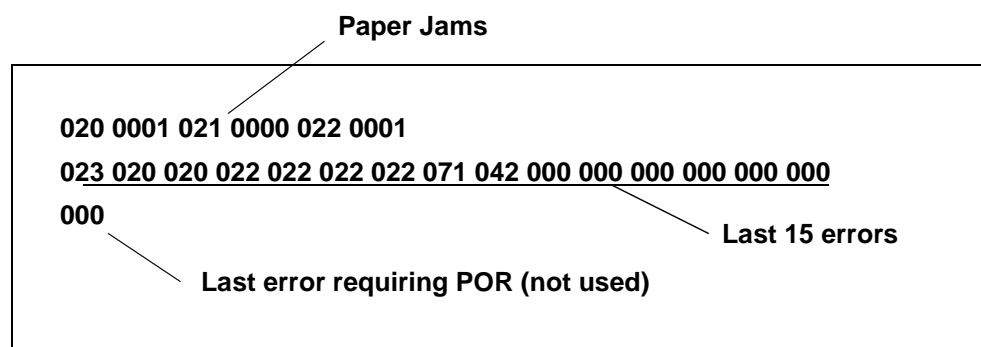 Paper Jams
020 0001 021 0000 022 0001
023 020 020 022 022 022 022 071 042 000 000 000 000 000 000
000
Last 15 errors
Last error requiring POR (not used)